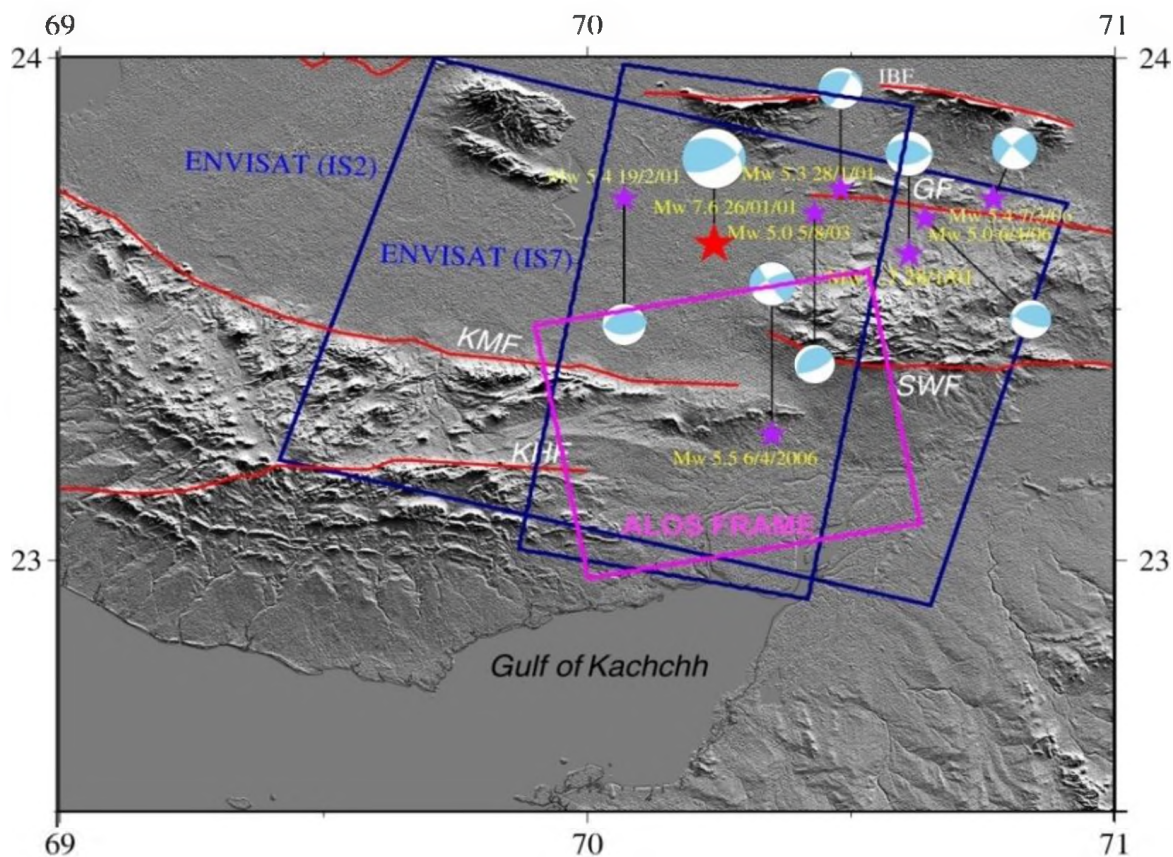 69 70 71
24 24
IBF
ENVISAT (IS2)
Mw 5.4 19/2/01
Mw 5.3 28/1/01
GF
Mw 7.6 26/01/01
Mw 5.0 5/8/03
ENVISAT (IS7)
KMF
SWF
KHF
Mw 5.5 6/4/2006
ALOS FRAME
23 23
Gulf of Kachchh
69 70 71